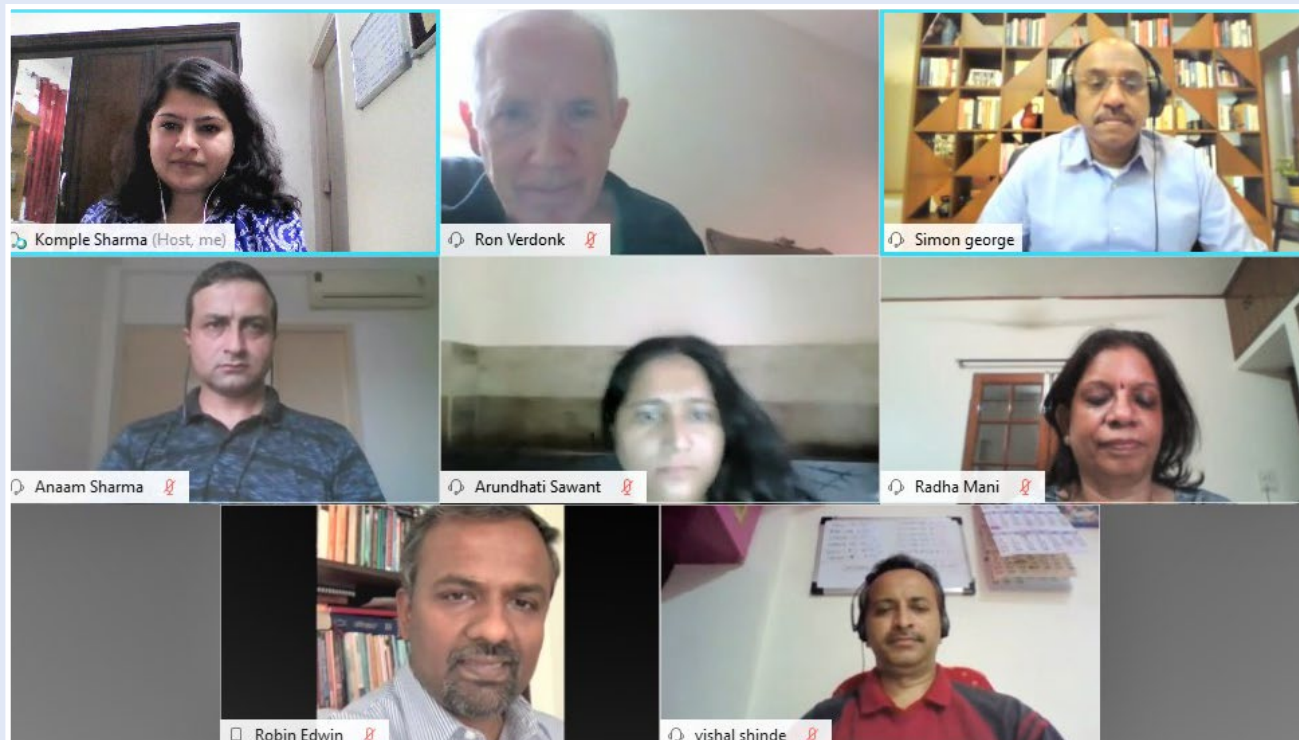 Komple Sharma (Host, me)
Ron Verdonk
Simon george
Anaam Sharma
Arundhati Sawant
Radha Mani
Robin Edwin
vishal shinde